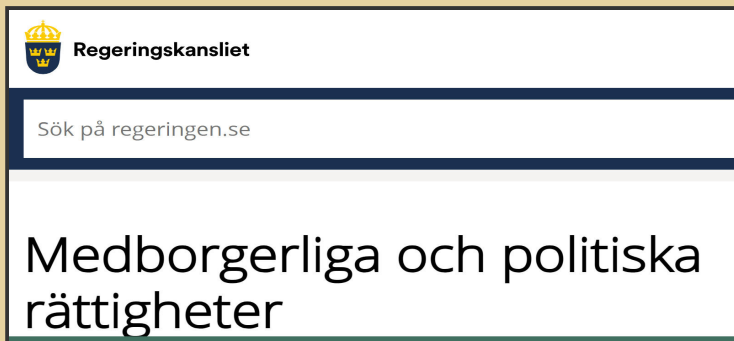 Regeringskansliet
Sök på regeringen.se
Medborgerliga och politiska
rättigheter